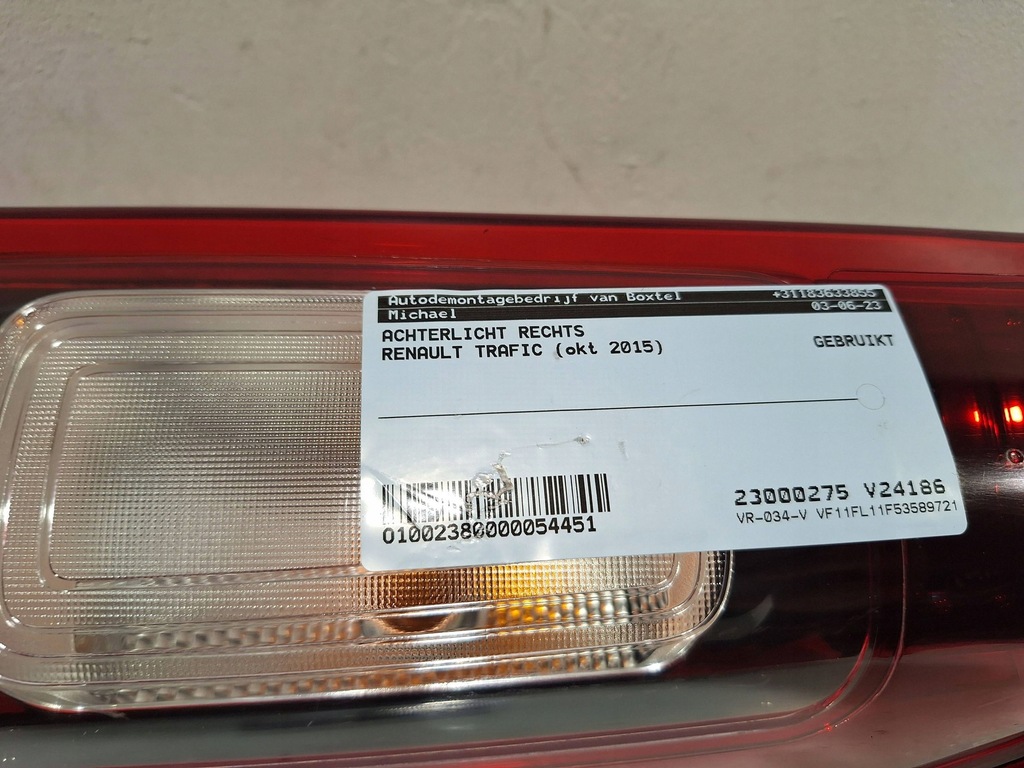 Autodemontagebedrijf van Boxtel +31183633855
Michael 03-06-23
ACHTERLICHT RECHTS
RENAULT TRAFIC (okt 2015) GEBRUIKT
23000275 V24186
VR-034-V VF11FL11F53589721
01002380000054451